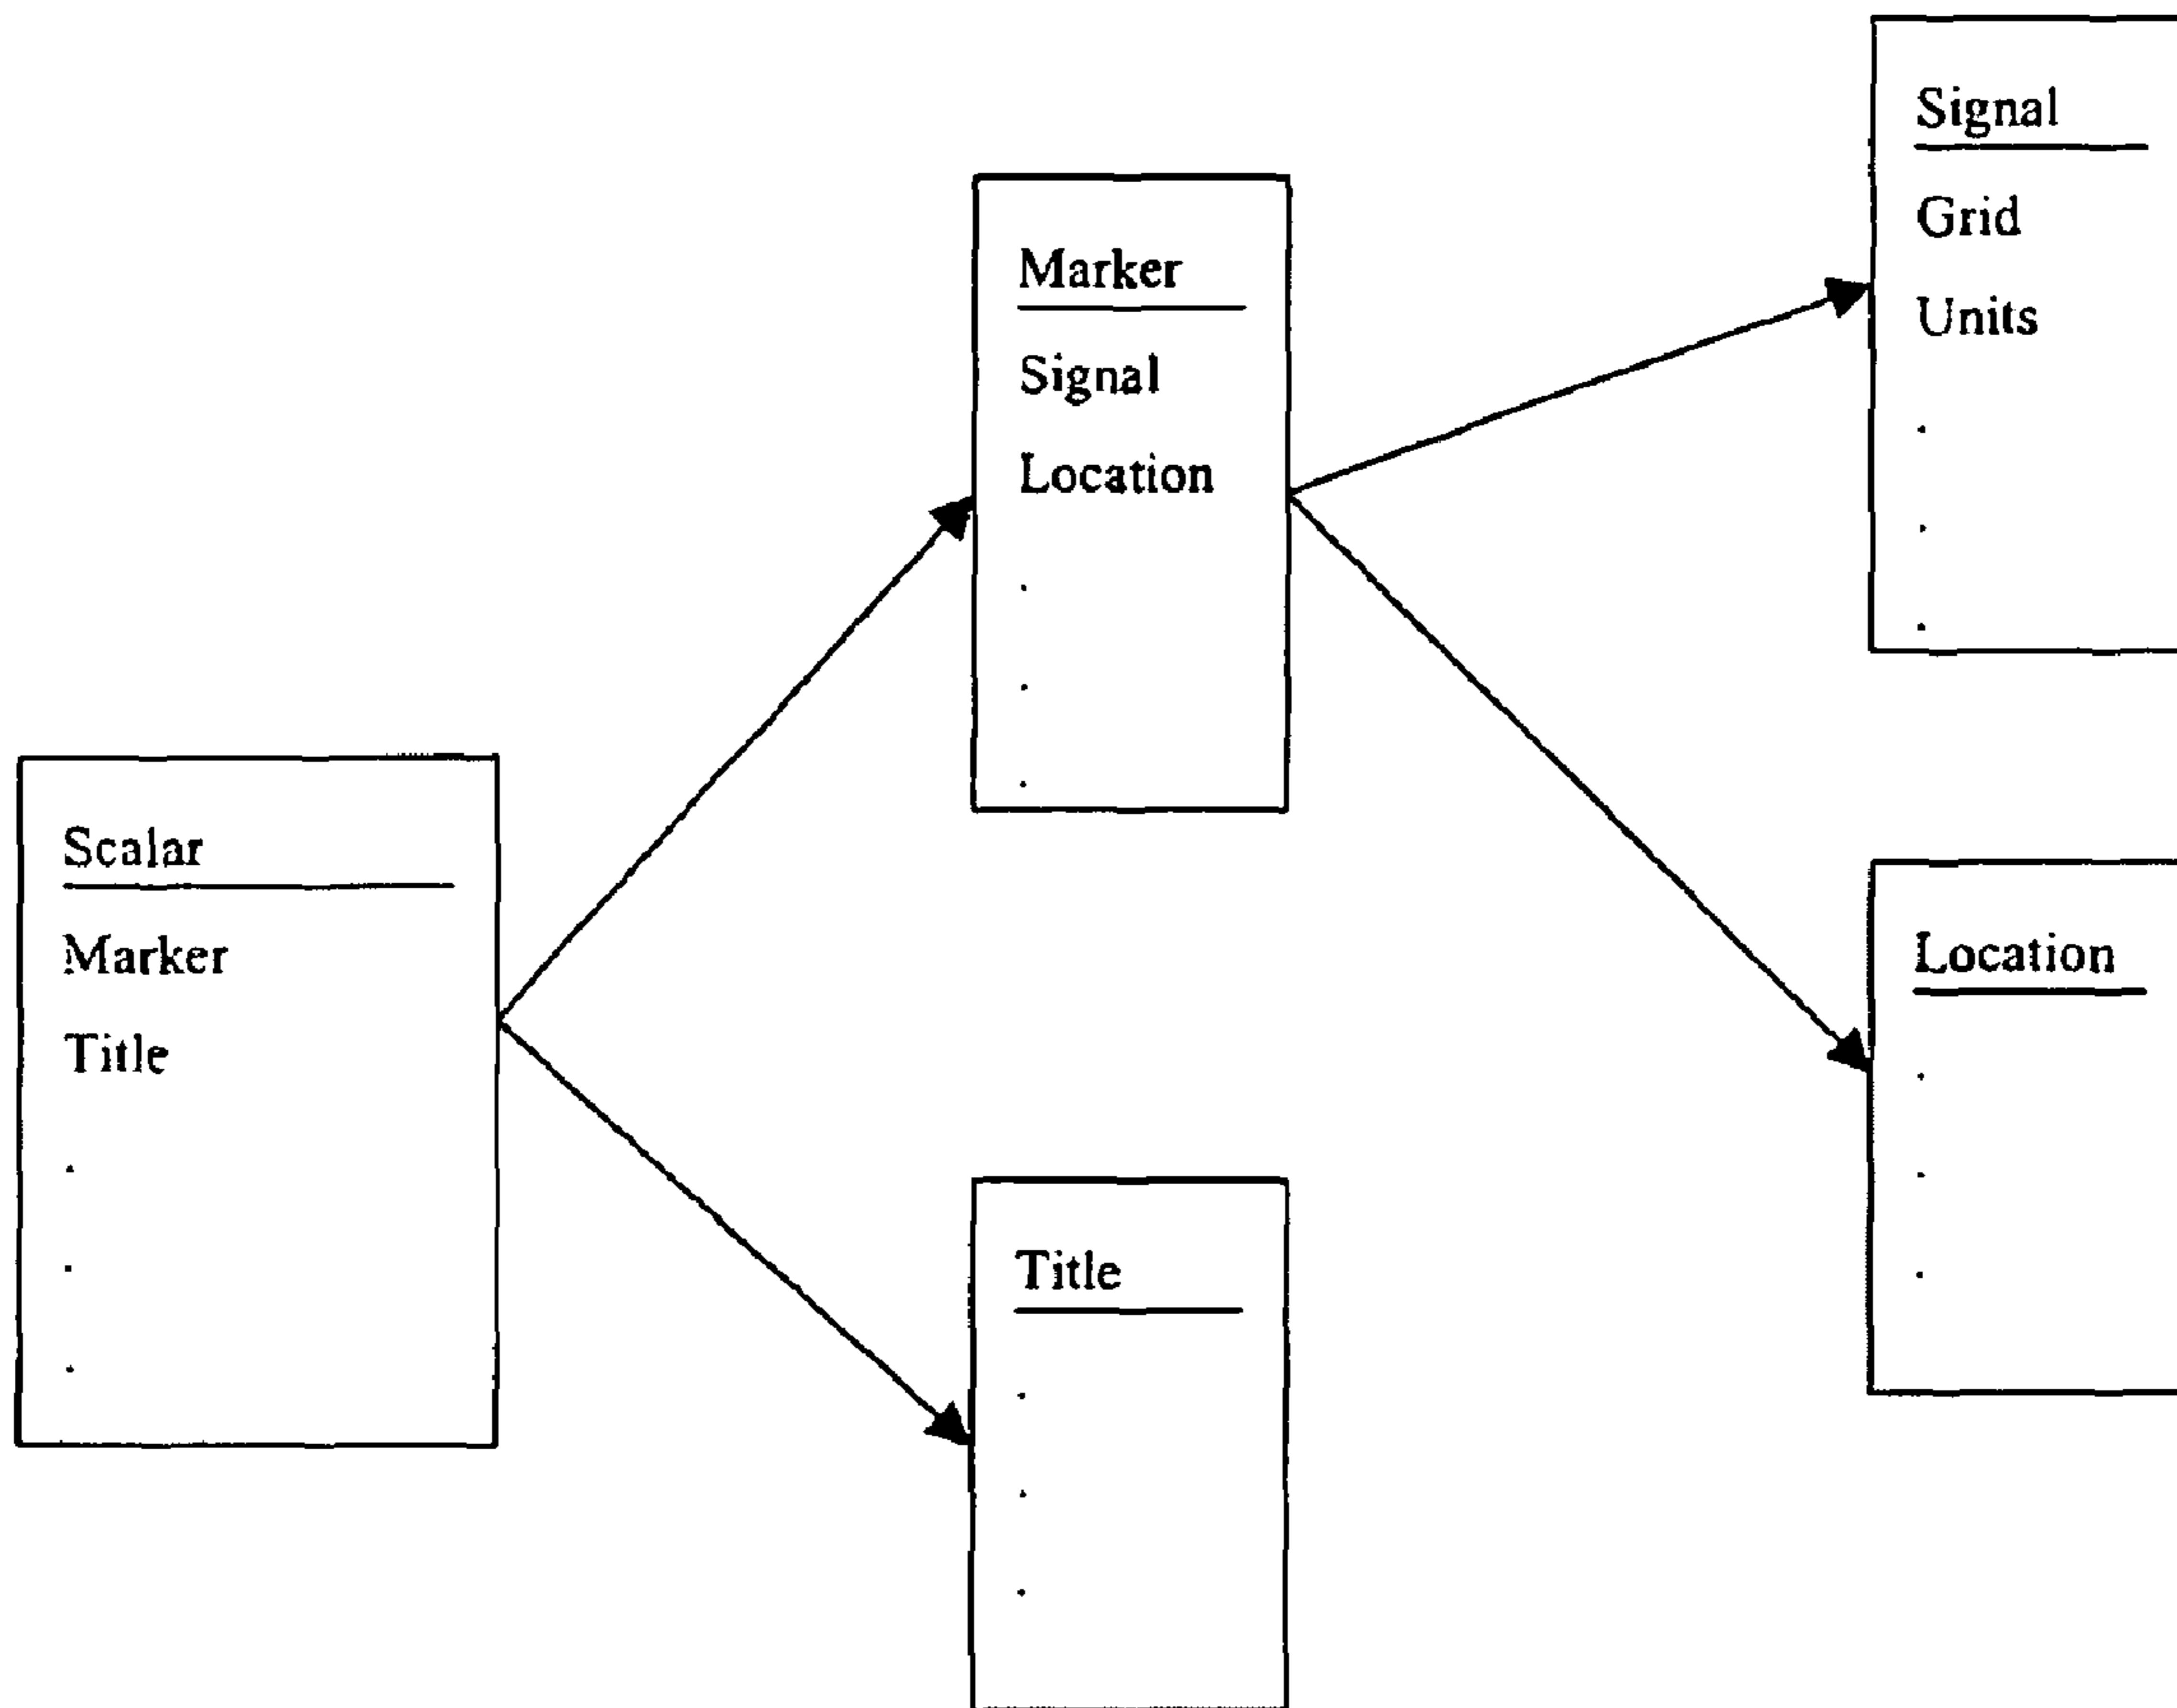 Scalar
Marker
Title
.
.
.
Marker
Signal
Location
.
.
.
Title
.
.
.
Signal
Grid
Units
.
.
.
Location
.
.
.